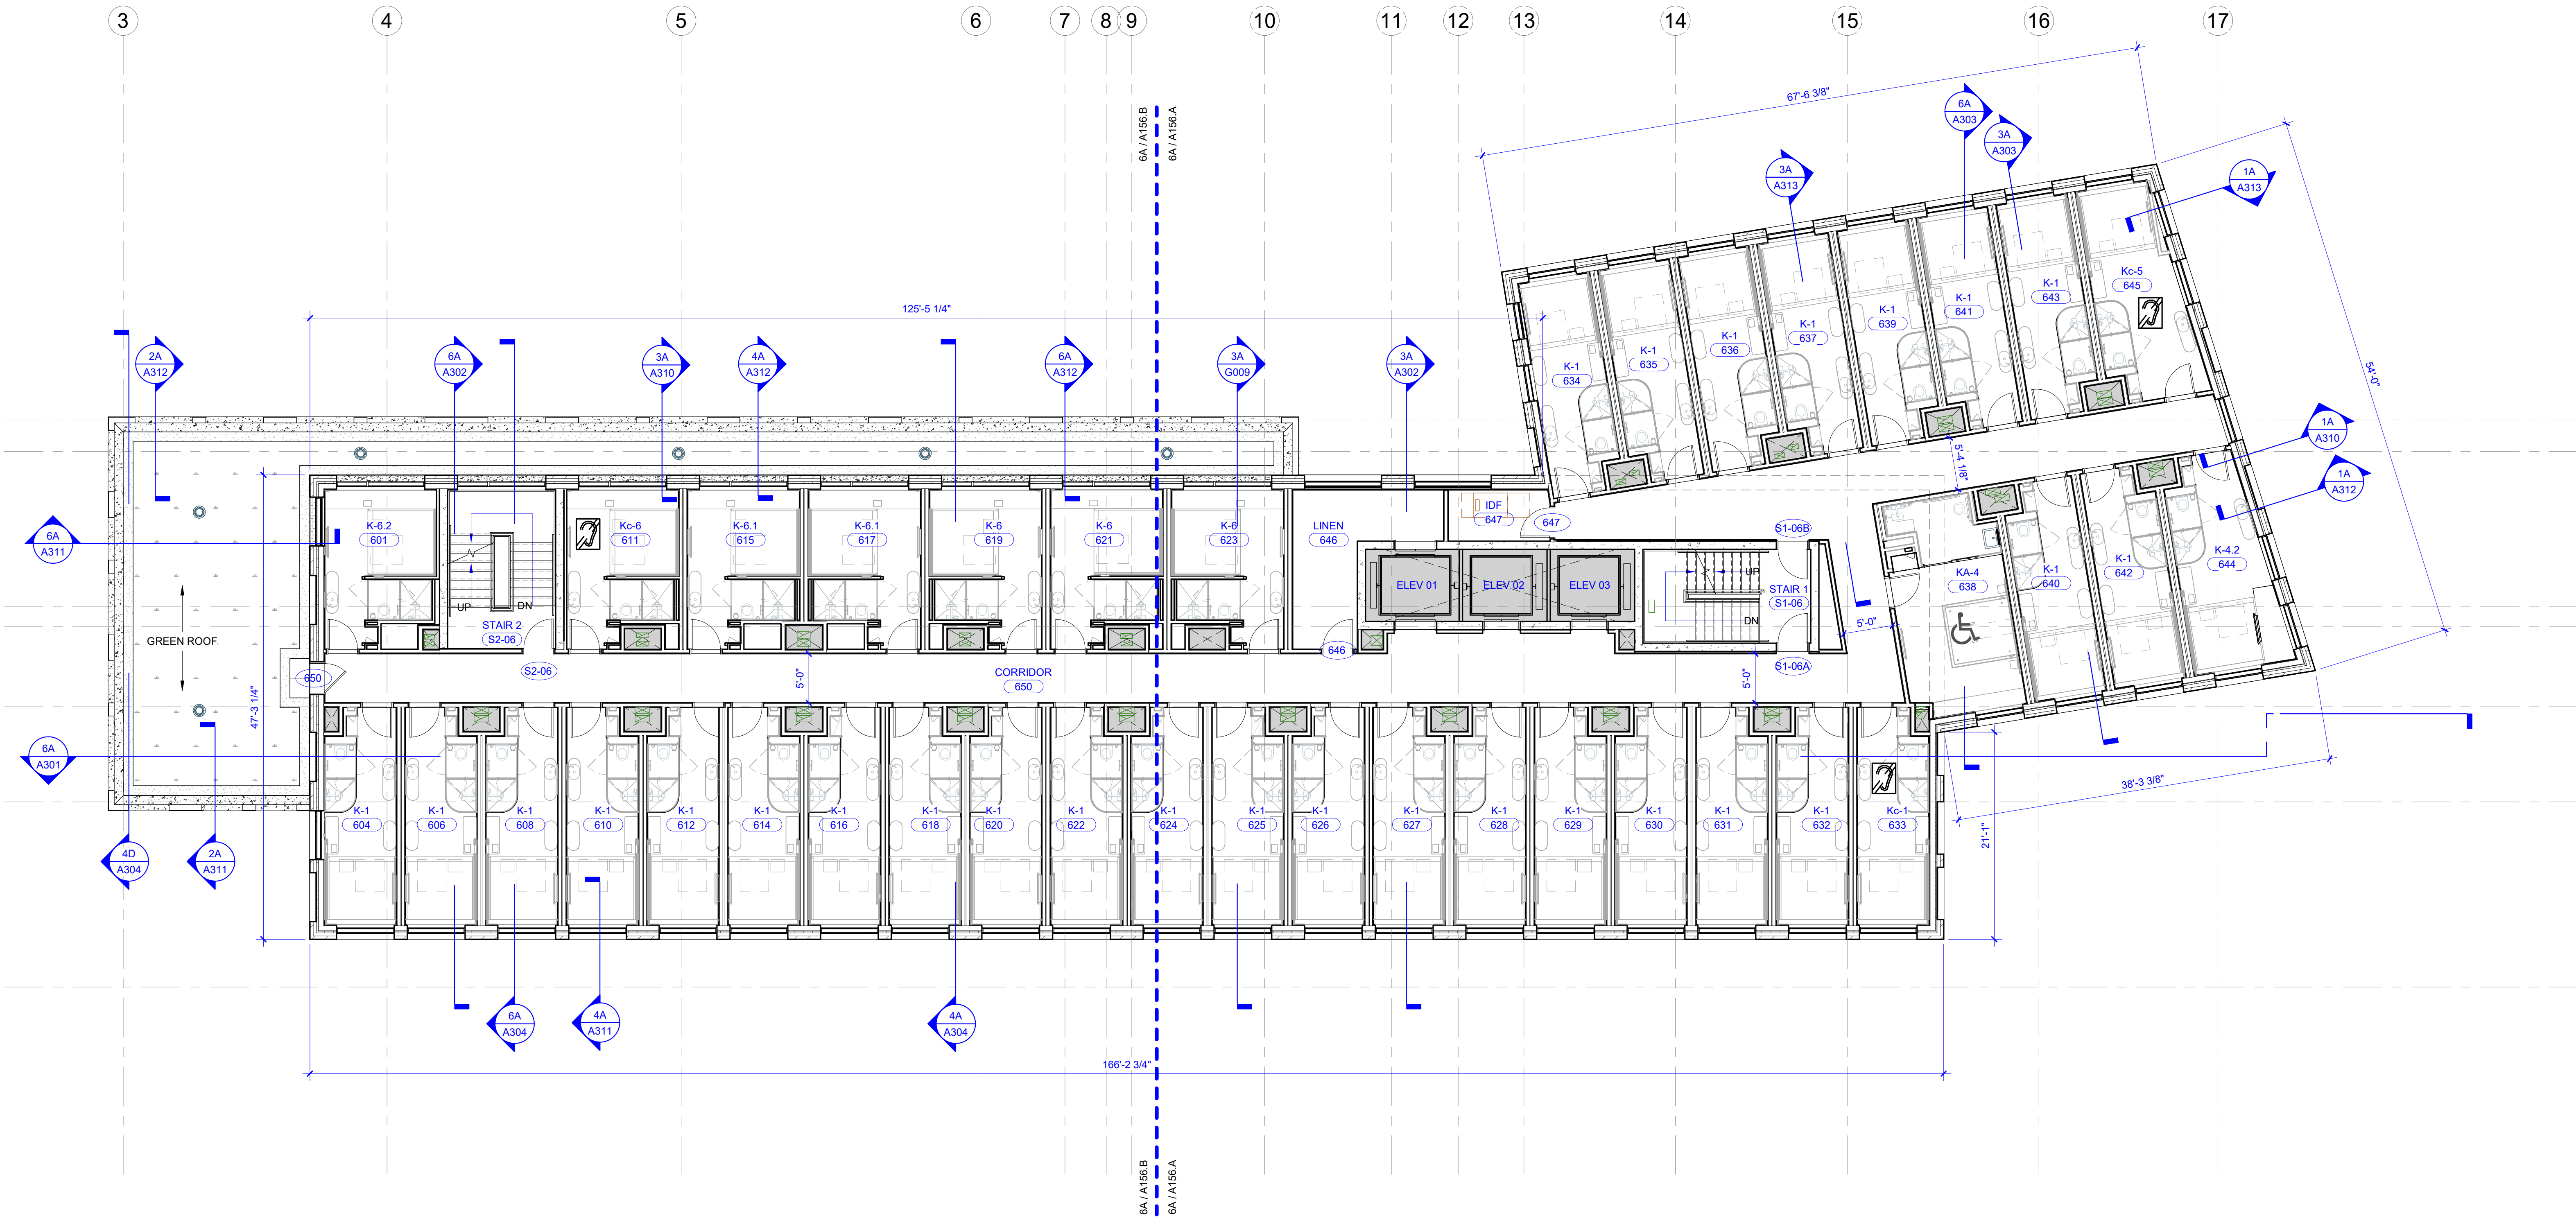 3
4
5
6
7
8
9
10
11
12
13
14
15
16
17
6A / A156.B
6A / A156.A
67'-6 3/8"
6A
A303
3A
A303
3A
A313
1A
A313
54'-0"
125'-5 1/4"
2A
A312
6A
A302
3A
A310
4A
A312
6A
A312
3A
G009
3A
A302
K-1
634
K-1
635
K-1
636
K-1
637
K-1
639
K-1
641
K-1
643
Kc-5
645
1A
A310
1A
A312
5'-4 1/8"
6A
A311
K-6.2
601
Kc-6
611
K-6.1
615
K-6.1
617
K-6
619
K-6
621
K-6
623
LINEN
646
IDF
647
647
S1-06B
ELEV 01
ELEV 02
ELEV 03
UP
STAIR 1
S1-06
DN
KA-4
638
K-1
640
K-1
642
K-4.2
644
UP
DN
STAIR 2
S2-06
GREEN ROOF
5'-0"
646
S1-06A
650
S2-06
CORRIDOR
650
5'-0"
5'-0"
47'-3 1/4"
6A
A301
38'-3 3/8"
21'-1"
K-1
604
K-1
606
K-1
608
K-1
610
K-1
612
K-1
614
K-1
616
K-1
618
K-1
620
K-1
622
K-1
624
K-1
625
K-1
626
K-1
627
K-1
628
K-1
629
K-1
630
K-1
631
K-1
632
Kc-1
633
4D
A304
2A
A311
6A
A304
4A
A311
4A
A304
166'-2 3/4"
6A / A156.B
6A / A156.A